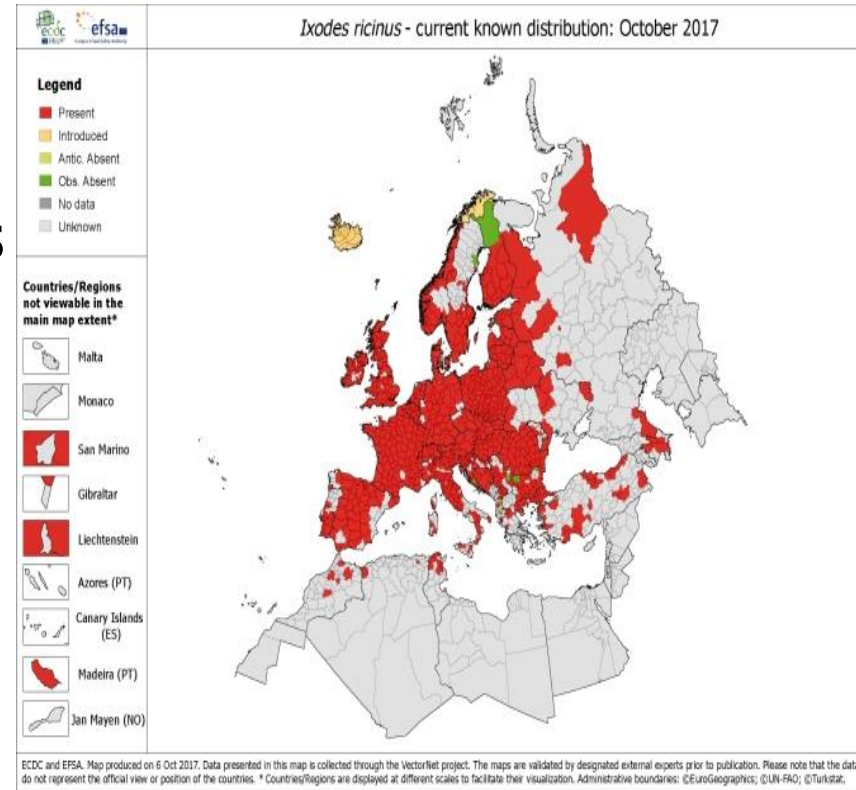 ecdc
efsa
Ixodes ricinus - current known distribution: October 2017
Legend
Present
Introduced
Antic. Absent
Obs. Absent
No data
Unknown
Countries/Regions
not viewable in the
main map extent*
Malta
Monaco
San Marino
Gibraltar
Liechtenstein
Azores (PT)
Canary Islands
(ES)
Madeira (PT)
Jan Mayen (NO)
ECDC and EFSA. Map produced on 6 Oct 2017. Data presented in this map is collected through the VectorNet project. The maps are validated by designated external experts prior to publication. Please note that the data
do not represent the official view or position of the countries. * Countries/Regions are displayed at different scales to facilitate their visualization. Administrative boundaries: ©EuroGeographics; ©UN-FAO; ©Turkstat.